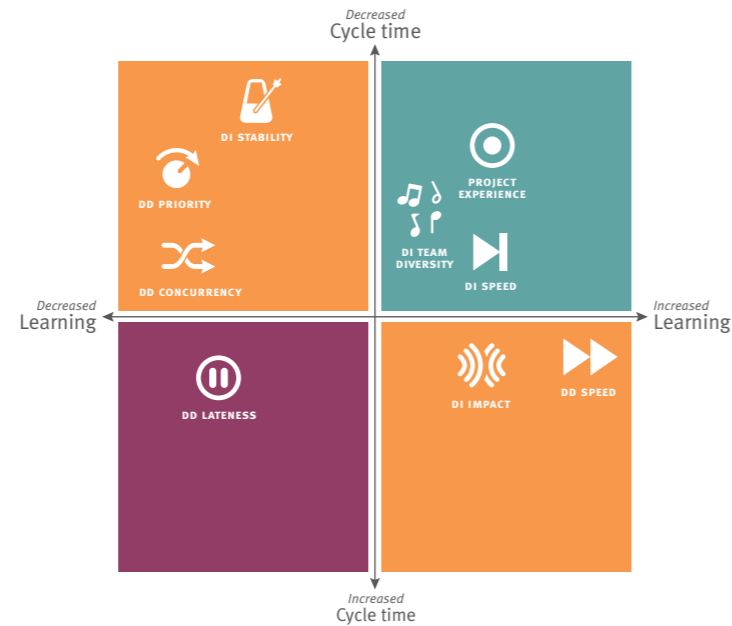 Decreased
Cycle time
DI STABILITY
DD PRIORITY
DD CONCURRENCY
PROJECT
EXPERIENCE
DI TEAM
DIVERSITY
DI SPEED
Decreased
Learning
Increased
Learning
DD LATENESS
DI IMPACT
DD SPEED
Increased
Cycle time